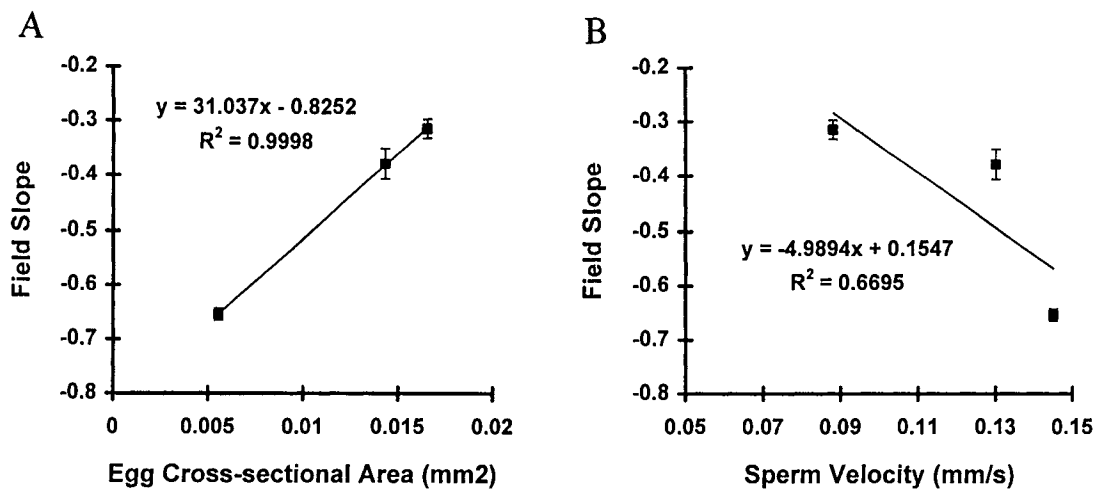 A
-0.2
-0.3
-0.4
-0.5
-0.6
-0.7
-0.8
Field Slope
y = 31.037x - 0.8252
R² = 0.9998
0
0.005
0.01
0.015
0.02
Egg Cross-sectional Area (mm2)
B
-0.2
-0.3
-0.4
-0.5
-0.6
-0.7
-0.8
Field Slope
y = -4.9894x + 0.1547
R² = 0.6695
0.05
0.07
0.09
0.11
0.13
0.15
Sperm Velocity (mm/s)